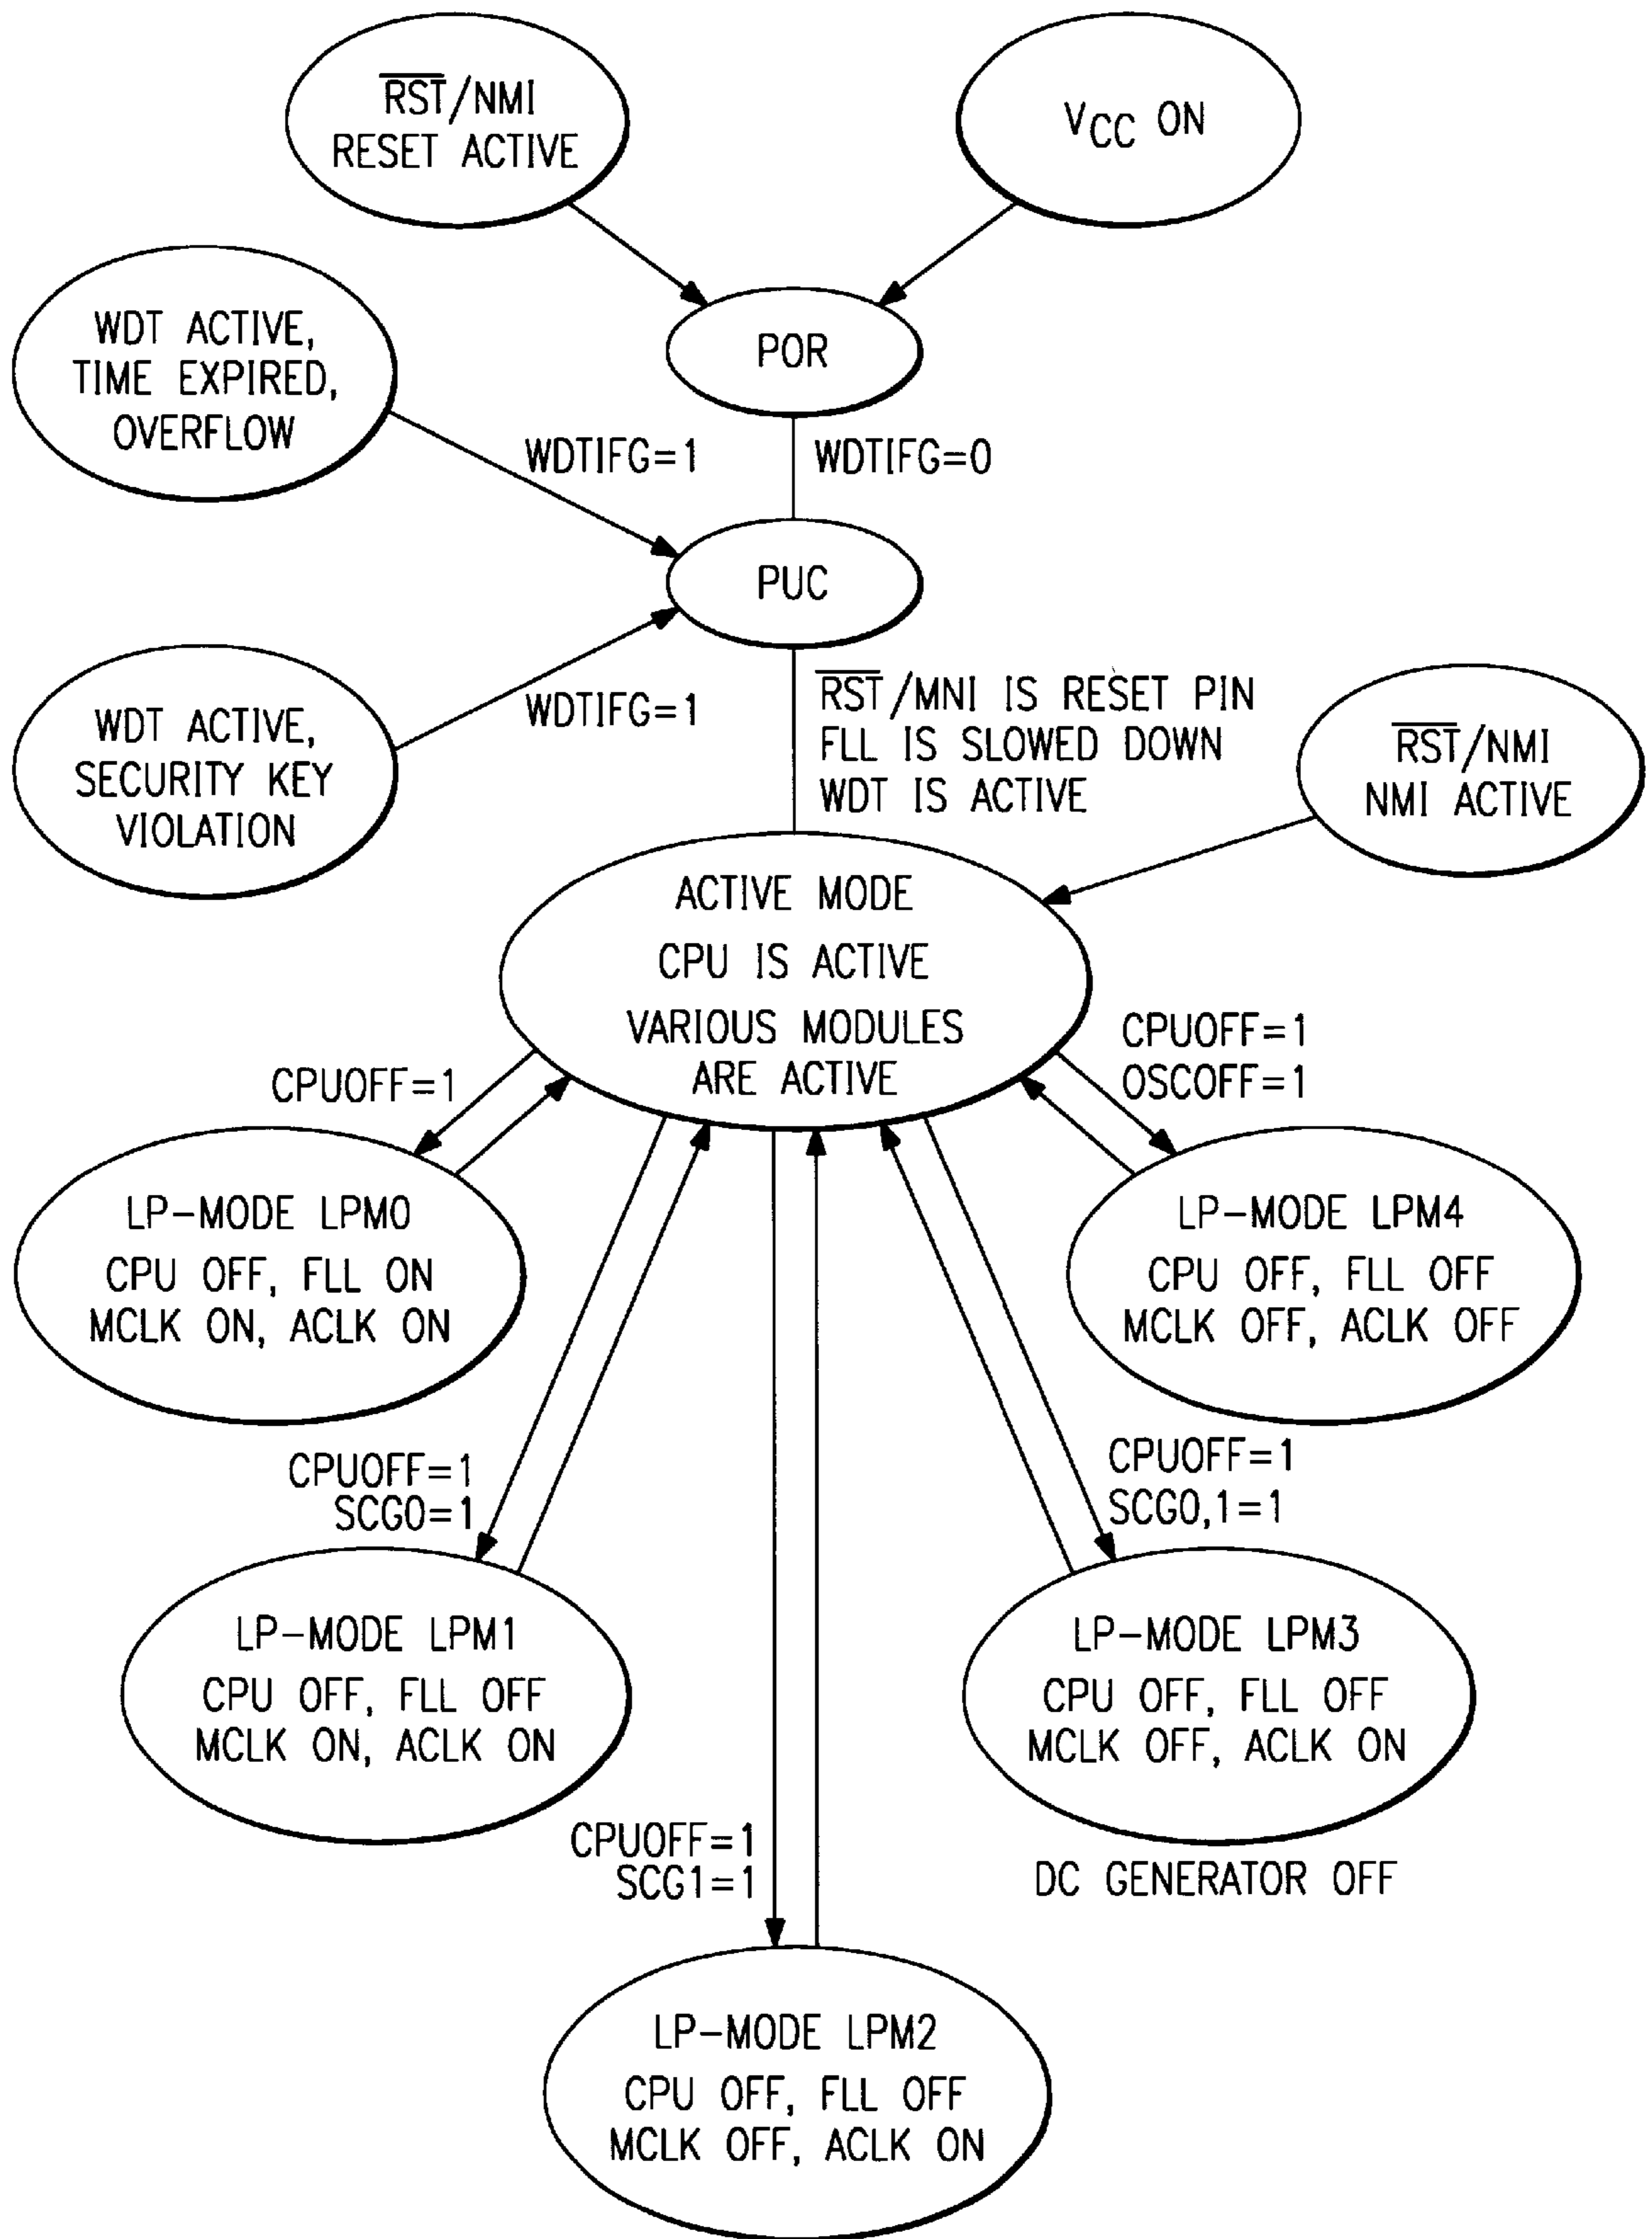 RST/NMI
RESET ACTIVE
VCC ON
WDT ACTIVE,
TIME EXPIRED,
OVERFLOW
POR
WDTIFG=1
WDTIFG=0
PUC
WDT ACTIVE,
SECURITY KEY
VIOLATION
WDTIFG=1
RST/MNI IS RESET PIN
FLL IS SLOWED DOWN
WDT IS ACTIVE
RST/NMI
NMI ACTIVE
ACTIVE MODE
CPU IS ACTIVE
VARIOUS MODULES
ARE ACTIVE
CPUOFF=1
CPUOFF=1
OSCOFF=1
LP-MODE LPM0
CPU OFF, FLL ON
MCLK ON, ACLK ON
LP-MODE LPM4
CPU OFF, FLL OFF
MCLK OFF, ACLK OFF
CPUOFF=1
SCG0=1
CPUOFF=1
SCG0,1=1
LP-MODE LPM1
CPU OFF, FLL OFF
MCLK ON, ACLK ON
LP-MODE LPM3
CPU OFF, FLL OFF
MCLK OFF, ACLK ON
DC GENERATOR OFF
CPUOFF=1
SCG1=1
LP-MODE LPM2
CPU OFF, FLL OFF
MCLK OFF, ACLK ON